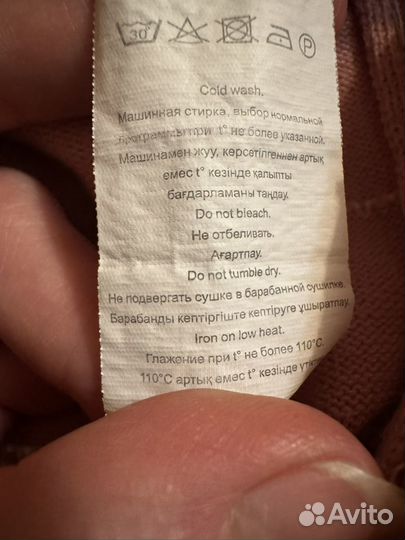 30°
P
Cold wash.
Машинная стирка, выбор нормальной
программы при t° не более указанной.
Машинамен жуу, көрсетілгеннен артық
емес t° кезінде қалыпты
бағдарламаны таңдау.
Do not bleach.
Не отбеливать.
Ағартпау.
Do not tumble dry.
Не подвергать сушке в барабанной сушилке.
Барабанды кептіргіште кептіруге ұшыратпау.
Iron on low heat.
Глажение при t° не более 110°C.
110°C артық емес t° кезінде
Avito